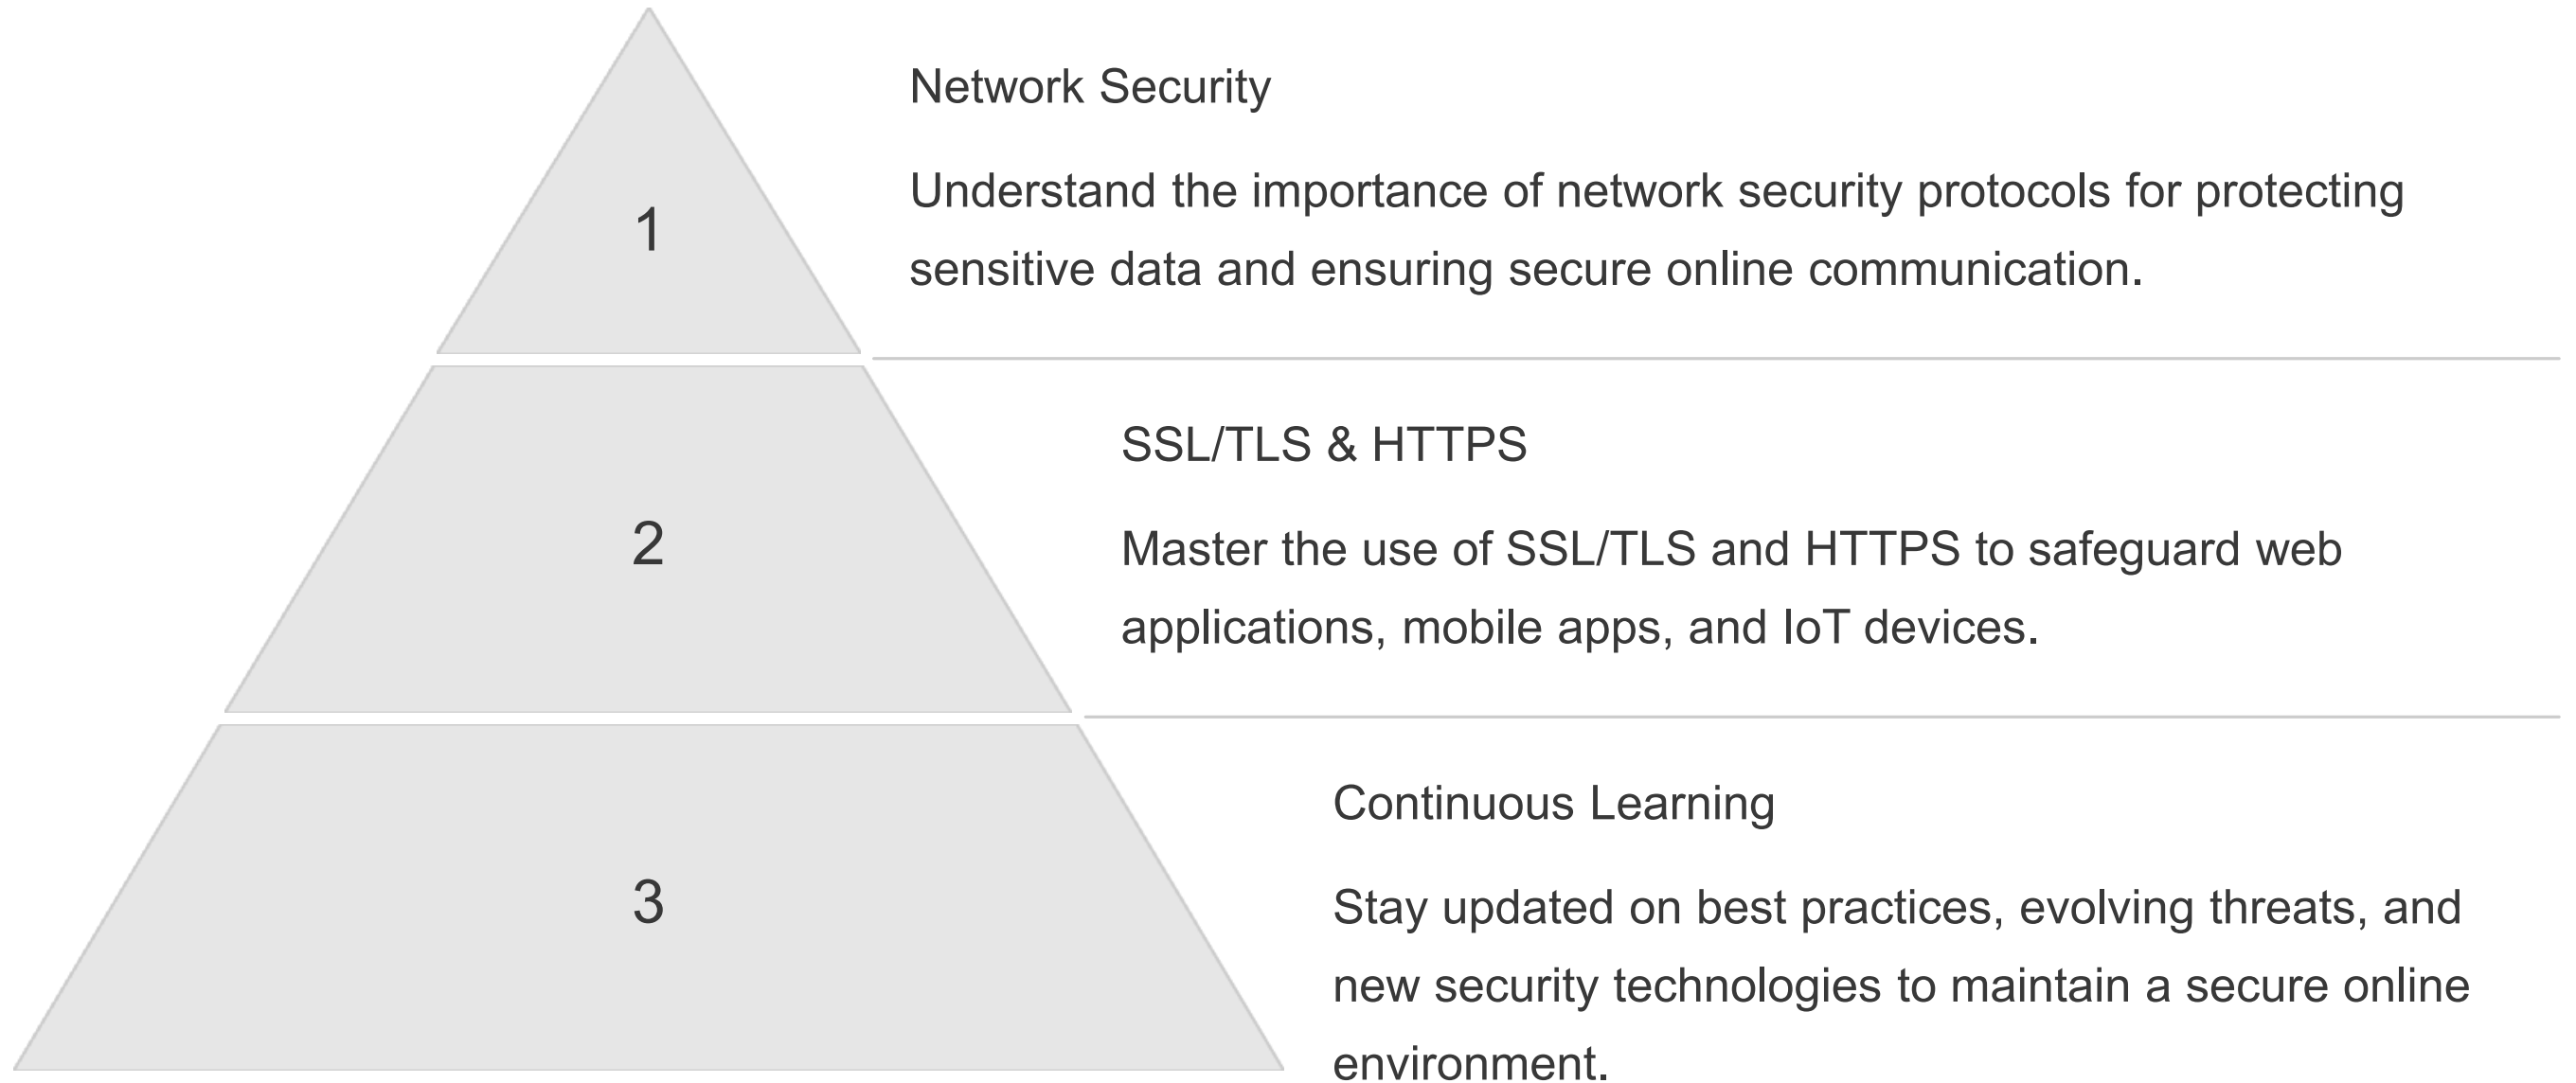 1
Network Security
Understand the importance of network security protocols for protecting
sensitive data and ensuring secure online communication.
2
SSL/TLS & HTTPS
Master the use of SSL/TLS and HTTPS to safeguard web
applications, mobile apps, and IoT devices.
3
Continuous Learning
Stay updated on best practices, evolving threats, and
new security technologies to maintain a secure online
environment.